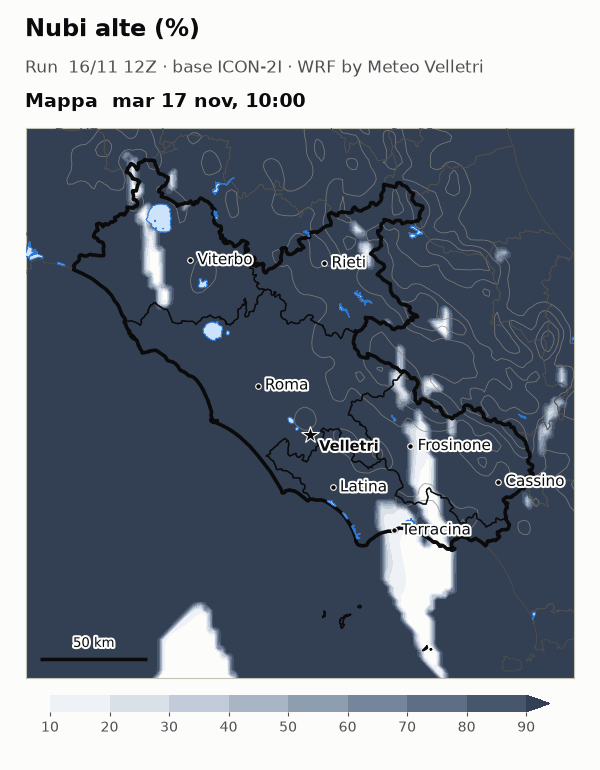 Nubi alte (%)
Run 16/11 12Z · base ICON-2I · WRF by Meteo Velletri
Mappa mar 17 nov, 10:00
Viterbo
Rieti
Roma
Velletri
Frosinone
Cassino
Latina
Terracina
50 km
10 20 30 40 50 60 70 80 90